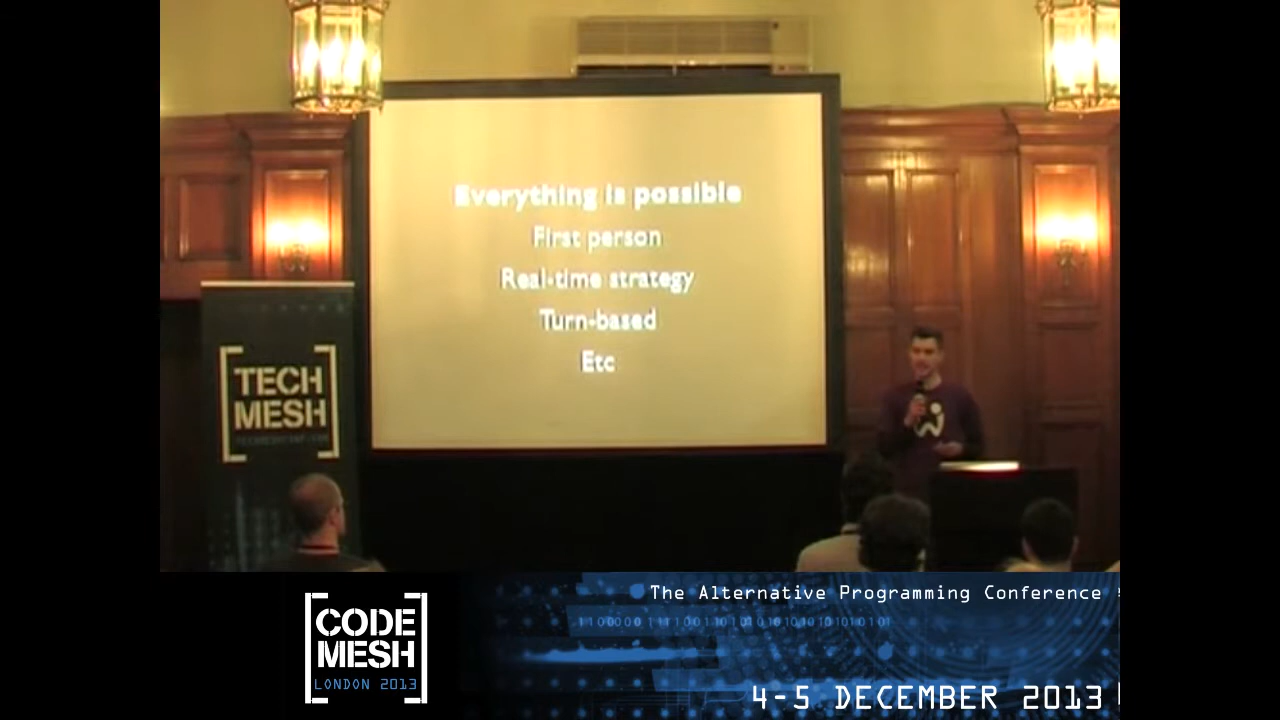 Everything is possible
First person
Real-time strategy
Turn-based
Etc
TECH
MESH
CODE
MESH
LONDON 2013
The Alternative Programming Conference
4-5 DECEMBER 2013